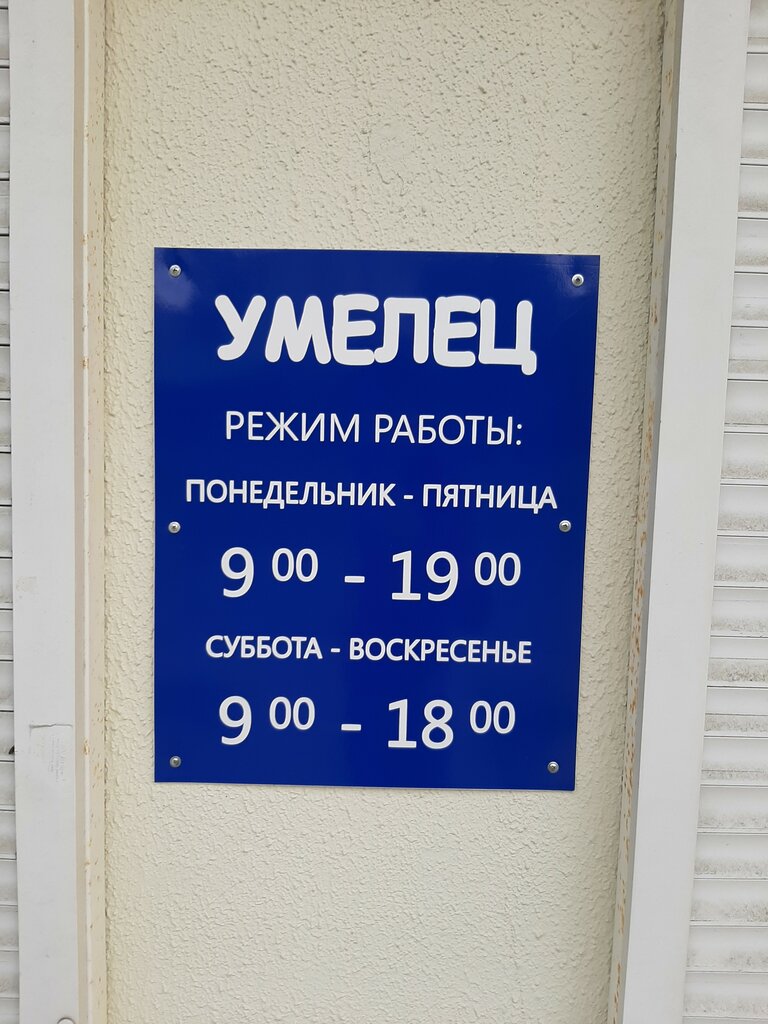 УМЕЛЕЦ
РЕЖИМ РАБОТЫ:
ПОНЕДЕЛЬНИК - ПЯТНИЦА
9 00 - 19 00
СУББОТА - ВОСКРЕСЕНЬЕ
9 00 - 18 00